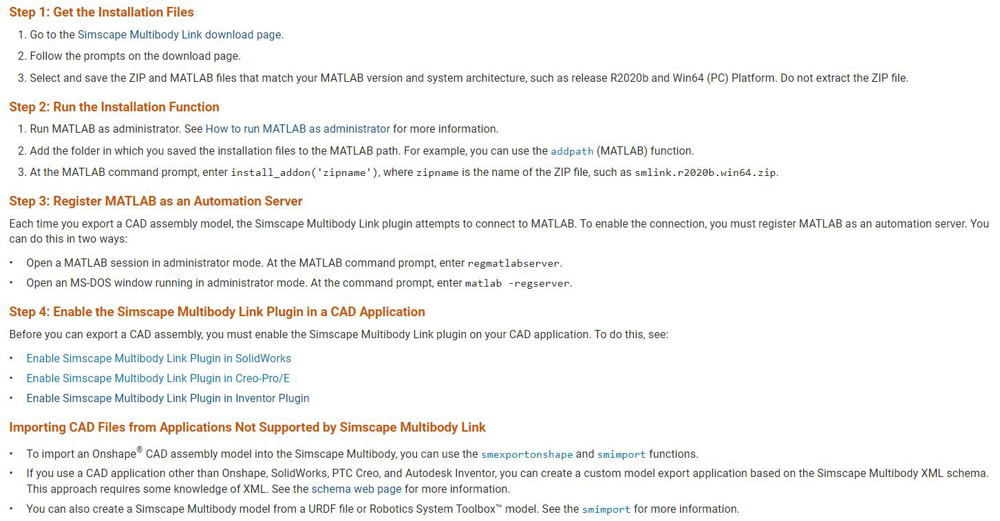 Step 1: Get the Installation Files
1. Go to the Simscape Multibody Link download page.
2. Follow the prompts on the download page.
3. Select and save the ZIP and MATLAB files that match your MATLAB version and system architecture, such as release R2020b and Win64 (PC) Platform. Do not extract the ZIP file.
Step 2: Run the Installation Function
1. Run MATLAB as administrator. See How to run MATLAB as administrator for more information.
2. Add the folder in which you saved the installation files to the MATLAB path. For example, you can use the addpath (MATLAB) function.
3. At the MATLAB command prompt, enter install_addon('zipname'), where zipname is the name of the ZIP file, such as smlink.r2020b.win64.zip.
Step 3: Register MATLAB as an Automation Server
Each time you export a CAD assembly model, the Simscape Multibody Link plugin attempts to connect to MATLAB. To enable the connection, you must register MATLAB as an automation server. You
can do this in two ways:
• Open a MATLAB session in administrator mode. At the MATLAB command prompt, enter regmatlabserver.
• Open an MS-DOS window running in administrator mode. At the command prompt, enter matlab -regserver.
Step 4: Enable the Simscape Multibody Link Plugin in a CAD Application
Before you can export a CAD assembly, you must enable the Simscape Multibody Link plugin on your CAD application. To do this, see:
• Enable Simscape Multibody Link Plugin in SolidWorks
• Enable Simscape Multibody Link Plugin in Creo-Pro/E
• Enable Simscape Multibody Link Plugin in Inventor Plugin
Importing CAD Files from Applications Not Supported by Simscape Multibody Link
• To import an Onshape® CAD assembly model into the Simscape Multibody, you can use the smexportonshape and smimport functions.
• If you use a CAD application other than Onshape, SolidWorks, PTC Creo, and Autodesk Inventor, you can create a custom model export application based on the Simscape Multibody XML schema.
This approach requires some knowledge of XML. See the schema web page for more information.
• You can also create a Simscape Multibody model from a URDF file or Robotics System Toolbox™ model. See the smimport for more information.